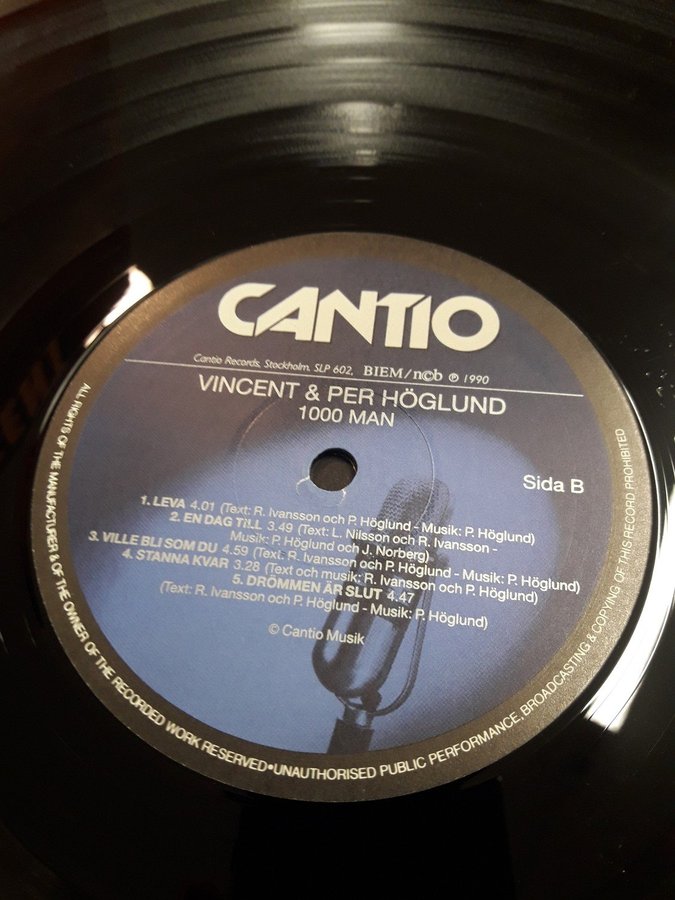 CANTIO
Cantio Records, Stockholm. SLP 602, BIEM/n©b ℗ 1990
VINCENT & PER HÖGLUND
1000 MAN
Sida B
1. LEVA 4.01 (Text: R. Ivansson och P. Höglund - Musik: P. Höglund)
2. EN DAG TILL 3.49 (Text: L. Nilsson och R. Ivansson -
Musik: P. Höglund och J. Norberg)
3. VILLE BLI SOM DU 4.59 (Text: R. Ivansson och P. Höglund - Musik: P. Höglund)
4. STANNA KVAR 3.28 (Text och musik: R. Ivansson och P. Höglund)
5. DRÖMMEN ÄR SLUT 4.47
(Text: R. Ivansson och P. Höglund - Musik: P. Höglund)
© Cantio Musik
ALL RIGHTS OF THE MANUFACTURER & OF THE OWNER OF THE RECORDED WORK RESERVED•UNAUTHORISED PUBLIC PERFORMANCE, BROADCASTING & COPYING OF THIS RECORD PROHIBITED